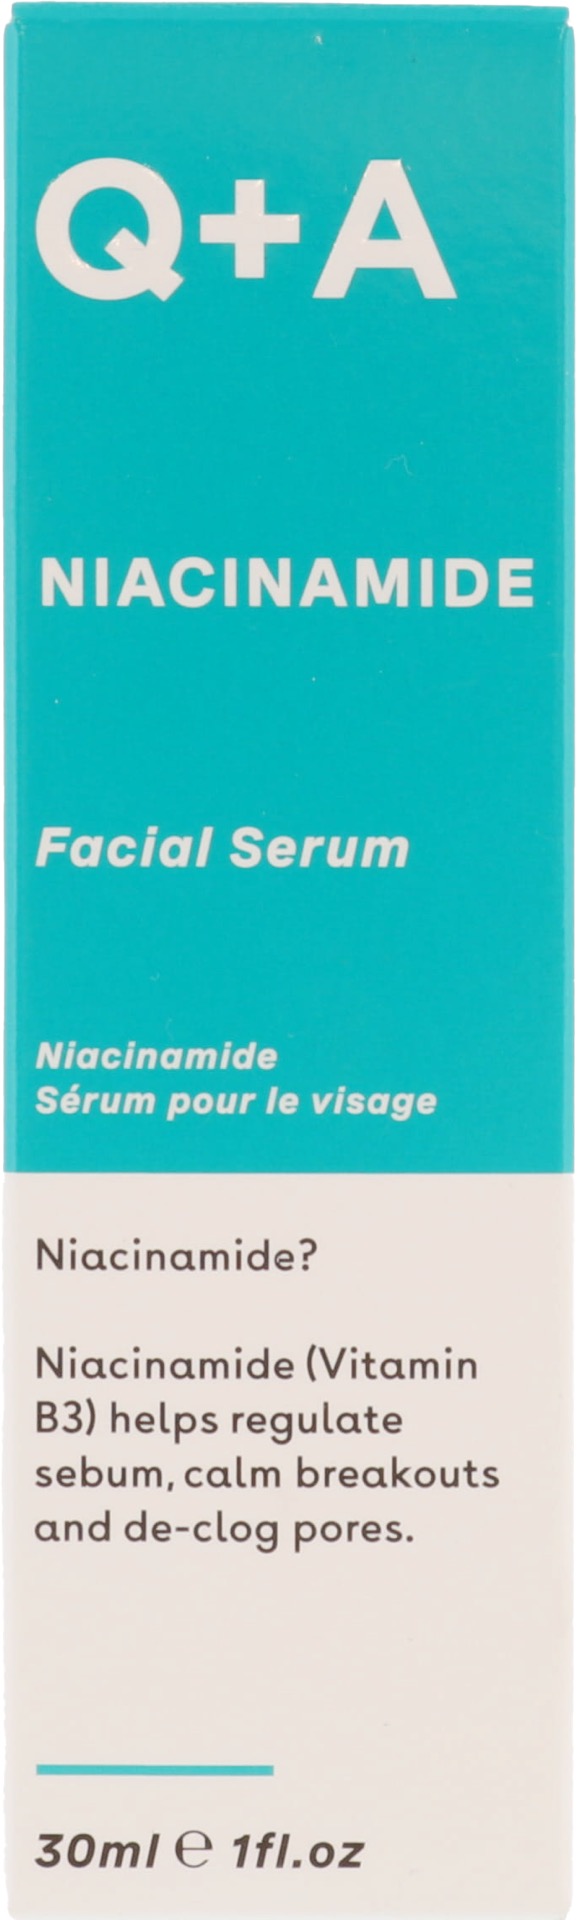 Q+A
NIACINAMIDE
Facial Serum
Niacinamide
Sérum pour le visage
Niacinamide?
Niacinamide (Vitamin
B3) helps regulate
sebum, calm breakouts
and de-clog pores.
30ml ℮ 1fl.oz